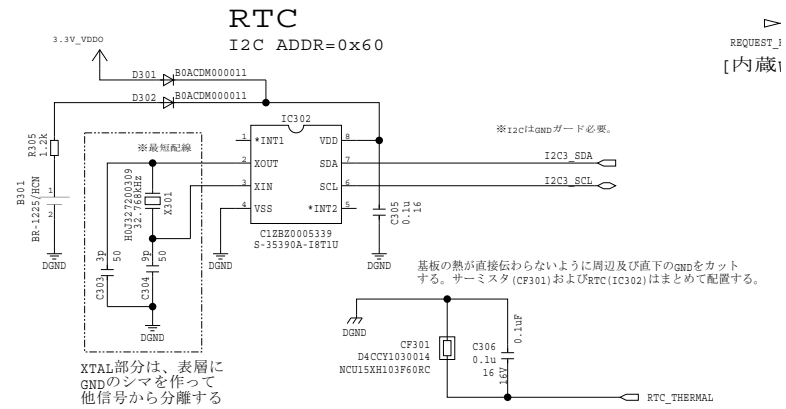 RTC
I2C ADDR=0x60
3.3V_VDDO
D301 B0ACDM000011
D302 B0ACDM000011
R305
1.2k
B301
BR-1225/HCN
1
2
DGND
※最短配線
H0J327200309
32.768kHz
X301
C303
3p
50
C304
3p
50
DGND
XTAL部分は、表層に
GNDのシマを作って
他信号から分離する
IC302
1 *INT1
2 XOUT
3 XIN
4 VSS
VDD 8
SDA 7
SCL 6
*INT2 5
C1ZBZ0005339
S-35390A-I8T1U
DGND
C305
0.1u
16
DGND
※I2CはGNDガード必要。
I2C3_SDA
I2C3_SCL
[内蔵
基板の熱が直接伝わらないように周辺及び直下のGNDをカット
する。サーミスタ(CF301)およびRTC(IC302)はまとめて配置する。
DGND
CF301
D4CCY1030014
NCU15XH103F60RC
C306
0.1u
16
0.1uF
16V
RTC_THERMAL